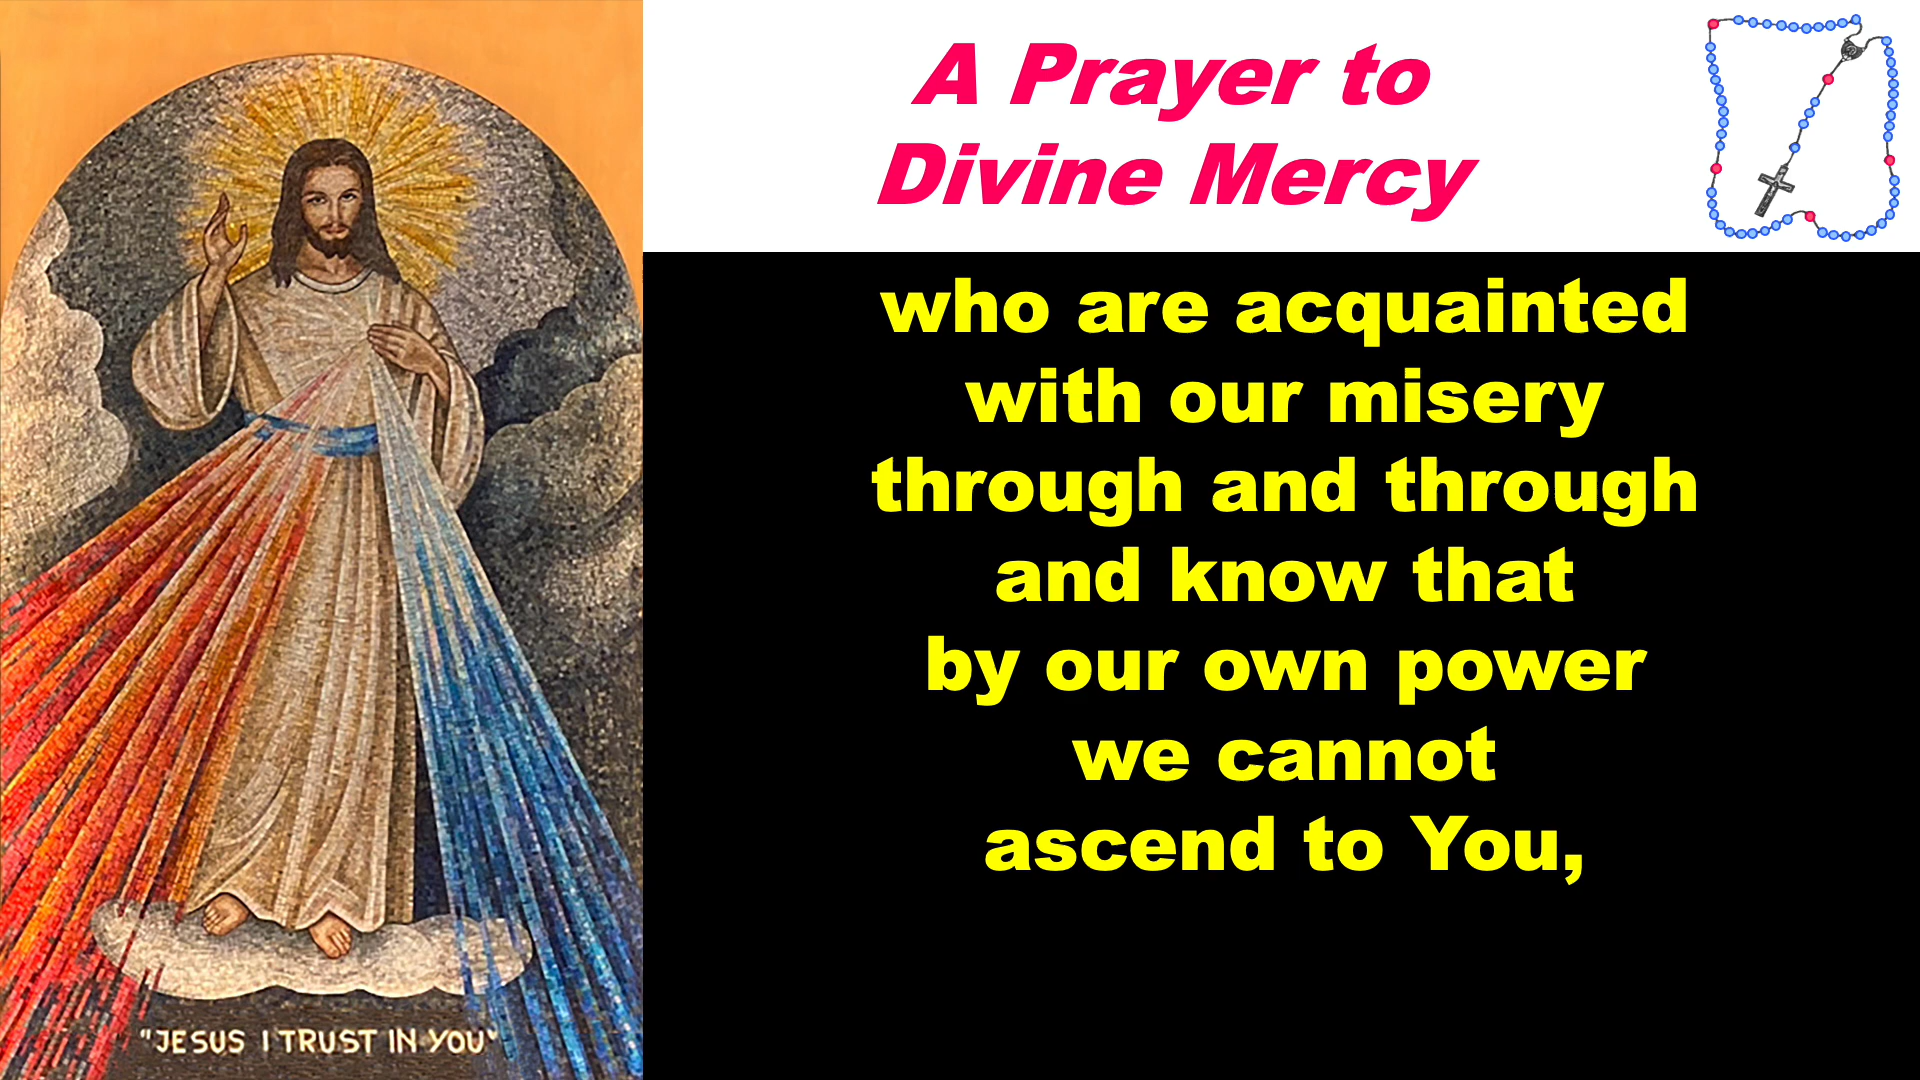 A Prayer to
Divine Mercy
who are acquainted
with our misery
through and through
and know that
by our own power
we cannot
ascend to You,
"JESUS I TRUST IN YOU"